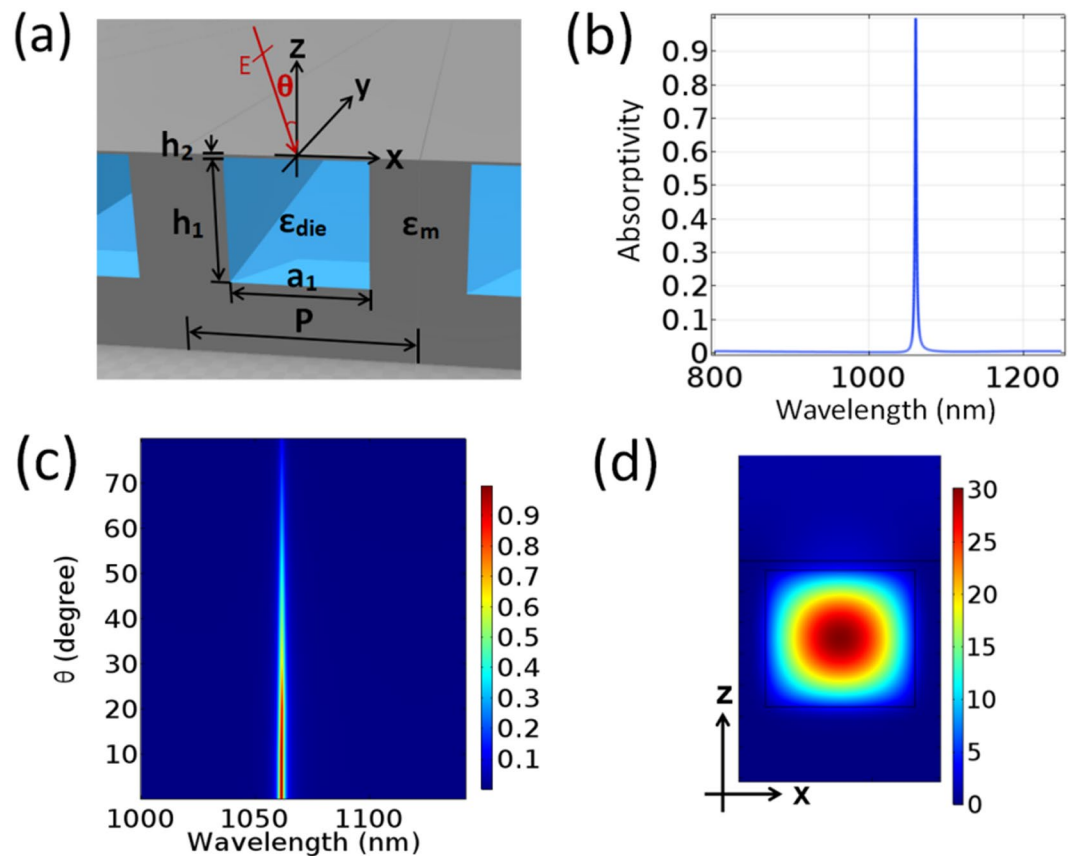 (a)
E
θ
z
y
x
h2
h1
εdie
εm
a1
P
(b)
Absorptivity
0.9
0.8
0.7
0.6
0.5
0.4
0.3
0.2
0.1
0
800 1000 1200
Wavelength (nm)
(c)
θ (degree)
70
60
50
40
30
20
10
1000 1050 1100
Wavelength (nm)
0.9
0.8
0.7
0.6
0.5
0.4
0.3
0.2
0.1
(d)
30
25
20
15
10
5
0
z
x